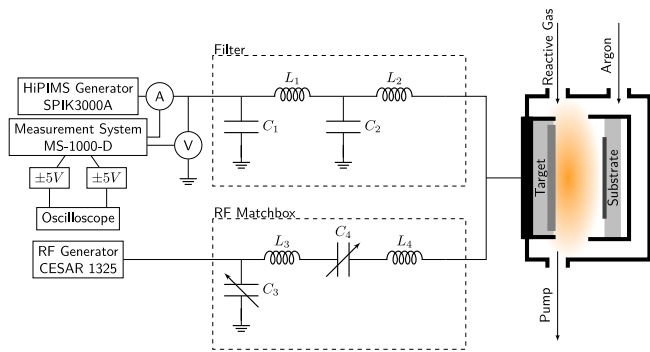 Filter
L₁
L₂
HiPIMS Generator
SPIK3000A
A
Measurement System
MS-1000-D
V
C₁
C₂
±5V
±5V
Oscilloscope
RF Matchbox
RF Generator
CESAR 1325
L₃
C₄
L₄
C₃
Reactive Gas
Argon
Target
Substrate
Pump